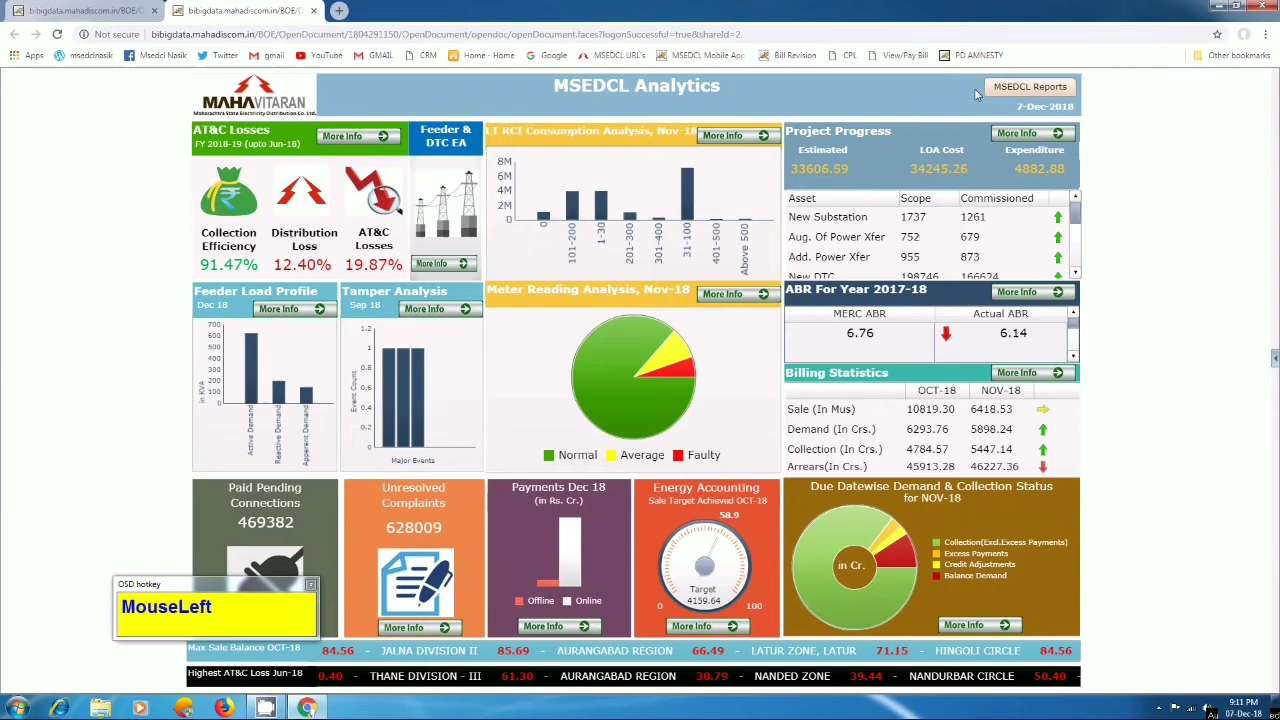 bibigdata.mahadiscom.in/BOE/O
bibigdata.mahadiscom.in/BOE/O
Not secure
bibigdata.mahadiscom.in/BOE/OpenDocument/1804291150/OpenDocument/opendoc/openDocument.faces?logonSuccessful=true&shareId=2
Apps
msedclnasik
Msedcl Nasik
Twitter
gmail
YouTube
GMAIL
CRM
Home - Home
Google
MSEDCL URL's
MSEDCL Mobile App
Bill Revision
CPL
View/Pay Bill
PD AMNESTY
Other bookmarks
MAHAVITARAN
Maharashtra State Electricity Distribution Co. Ltd.
MSEDCL Analytics
MSEDCL Reports
7-Dec-2018
AT&C Losses
FY 2018-19 (upto Jun-18)
More Info
Collection Efficiency
91.47%
Distribution Loss
12.40%
AT&C Losses
19.87%
Feeder & DTC EA
More Info
LT RCI Consumption Analysis, Nov-18
More Info
8M
6M
4M
2M
0
0
101-200
1-30
201-300
301-400
31-100
401-500
Above 500
Project Progress
More Info
Estimated LOA Cost Expenditure
33606.59 34245.26 4882.88
Asset Scope Commissioned
New Substation 1737 1261
Aug. Of Power Xfer 752 679
Add. Power Xfer 955 873
New DTC 198746 166624
Feeder Load Profile
Dec 18
More Info
700
600
500
400
300
200
100
0
in KVA
Active Demand
Reactive Demand
Apperent Demand
Tamper Analysis
Sep 18
More Info
1.2
1
0.8
0.6
0.4
0.2
0
Event Count
Major Events
Meter Reading Analysis, Nov-18
More Info
Normal
Average
Faulty
ABR For Year 2017-18
More Info
MERC ABR Actual ABR
6.76 6.14
Billing Statistics
More Info
OCT-18 NOV-18
Sale (In Mus) 10819.30 6418.53
Demand (In Crs.) 6293.76 5898.24
Collection (In Crs.) 4784.57 5447.14
Arrears(In Crs.) 45913.28 46227.36
Paid Pending Connections
469382
Unresolved Complaints
628009
More Info
Payments Dec 18
(in Rs. Cr.)
Offline
Online
More Info
Energy Accounting
Sale Target Achieved OCT-18
58.9
Target
4159.64
0
100
More Info
Due Datewise Demand & Collection Status for NOV-18
in Cr.
Collection(Excl.Excess Payments)
Excess Payments
Credit Adjustments
Balance Demand
More Info
OSD hotkey
MouseLeft
Max Sale Balance OCT-18 84.56 - JALNA DIVISION II 85.69 - AURANGABAD REGION 66.49 - LATUR ZONE, LATUR 71.15 - HINGOLI CIRCLE 84.56
Highest AT&C Loss Jun-18 0.40 - THANE DIVISION - III 61.30 - AURANGABAD REGION 30.79 - NANDED ZONE 39.44 - NANDURBAR CIRCLE 50.40 -
9:11 PM
07-Dec-18